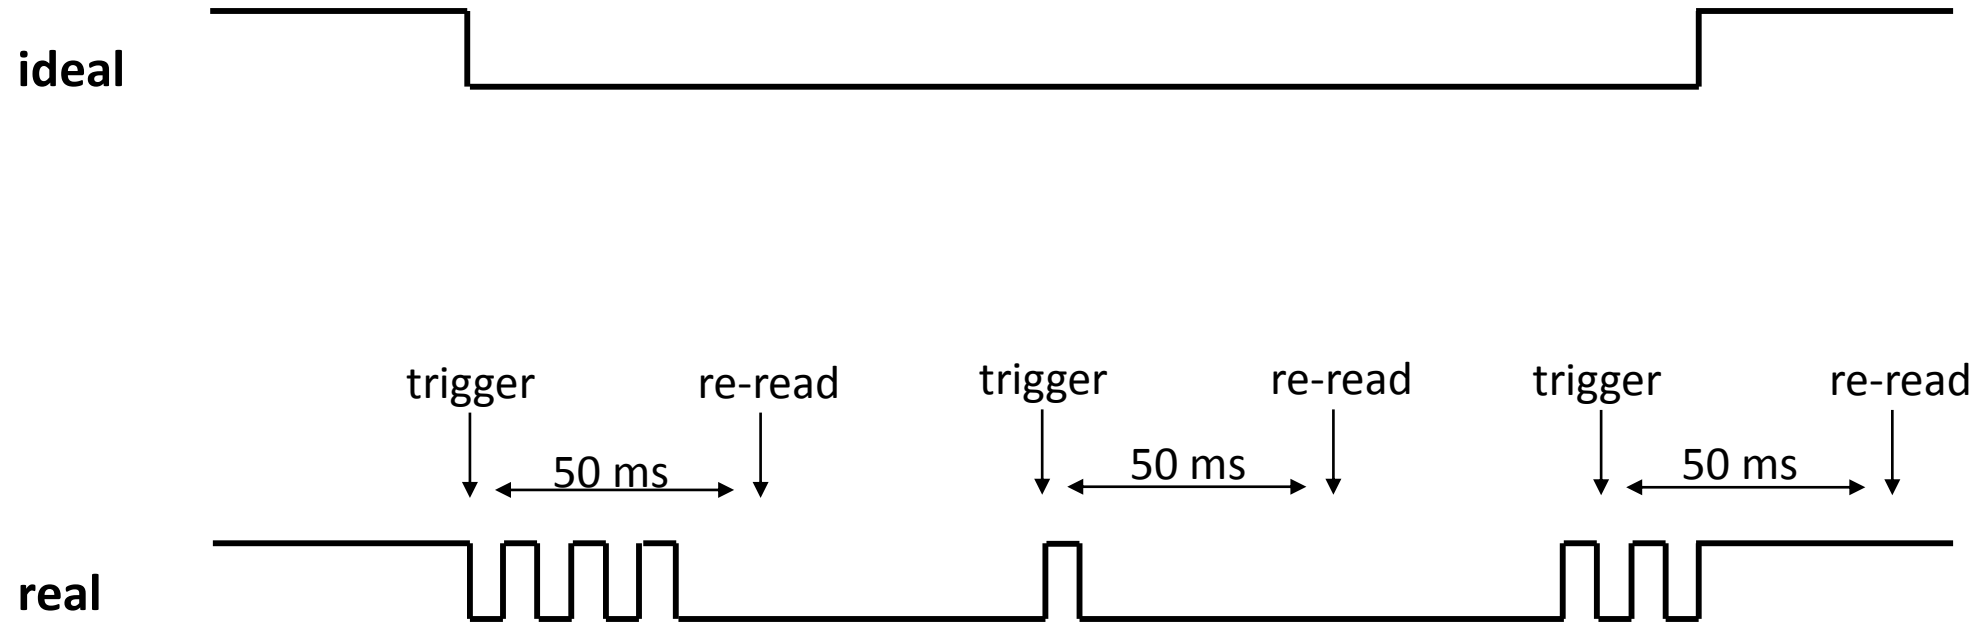 ideal
trigger re-read trigger re-read trigger re-read
50 ms 50 ms 50 ms
real